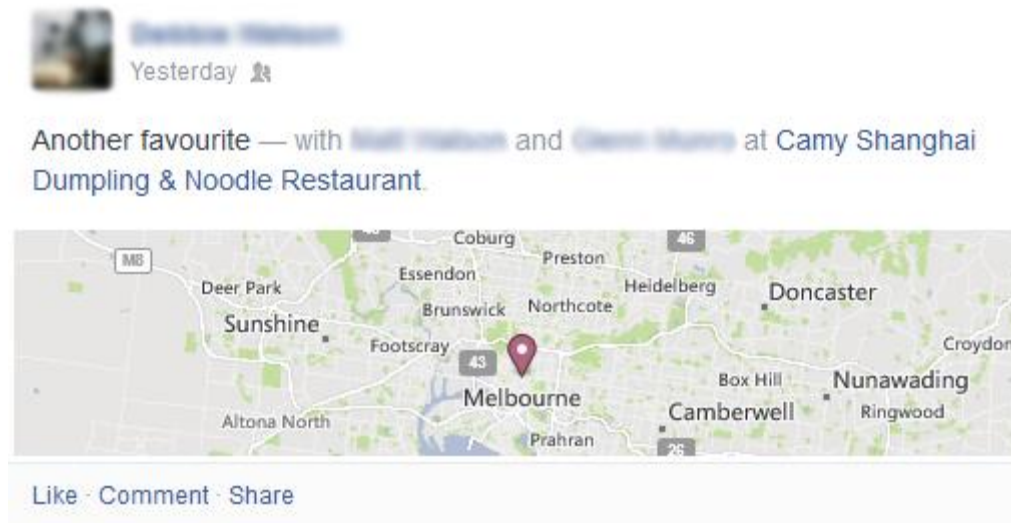 Yesterday
Another favourite — with and at Camy Shanghai
Dumpling & Noodle Restaurant.
Coburg
46
M8
Preston
Essendon
Heidelberg
Deer Park
Doncaster
Brunswick
Northcote
Sunshine
Footscray
Croydon
43
Box Hill
Nunawading
Melbourne
Camberwell
Ringwood
Altona North
Prahran
26
Like · Comment · Share